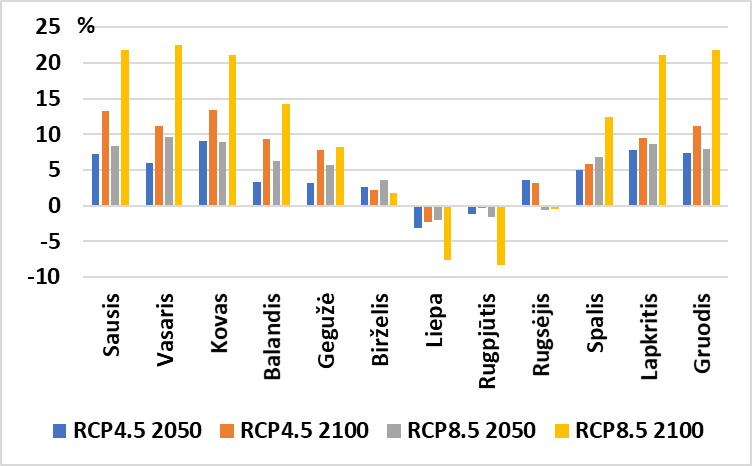 25 %
20
15
10
5
0
-5
-10
Sausis
Vasaris
Kovas
Balandis
Gegužė
Birželis
Liepa
Rugpjūtis
Rugsėjis
Spalis
Lapkritis
Gruodis
RCP4.5 2050 RCP4.5 2100 RCP8.5 2050 RCP8.5 2100